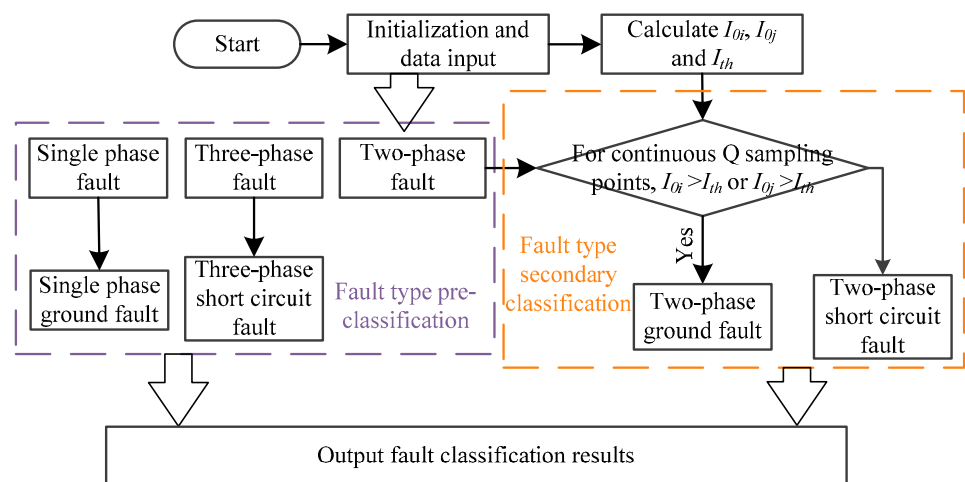 Start
Initialization and
data input
Calculate I0i, I0j
and Ith
Single phase
fault
Three-phase
fault
Two-phase
fault
For continuous Q sampling
points, I0i >Ith or I0j >Ith
Yes
Fault type
secondary
classification
Single phase
ground fault
Three-phase
short circuit
fault
Fault type pre-
classification
Two-phase
ground fault
Two-phase
short circuit
fault
Output fault classification results